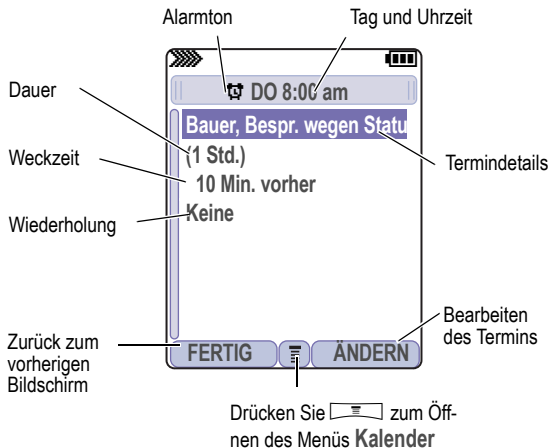 Alarmton
Tag und Uhrzeit
DO 8:00 am
Dauer
Bauer, Bespr. wegen Statu
(1 Std.)
Termindetails
Weckzeit
10 Min. vorher
Wiederholung
Keine
Bearbeiten
des Termins
Zurück zum
vorherigen
Bildschirm
FERTIG
ÄNDERN
Drücken Sie zum Öff-
nen des Menüs Kalender